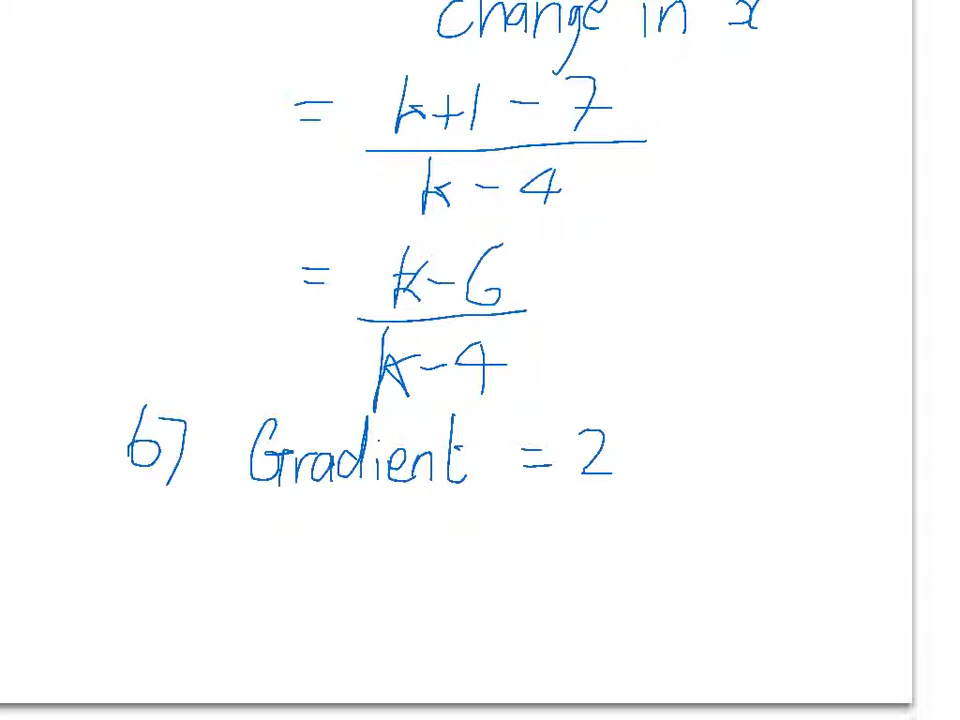 change in x
= k+1 - 7
k - 4
= k-6
k-4
b) Gradient = 2